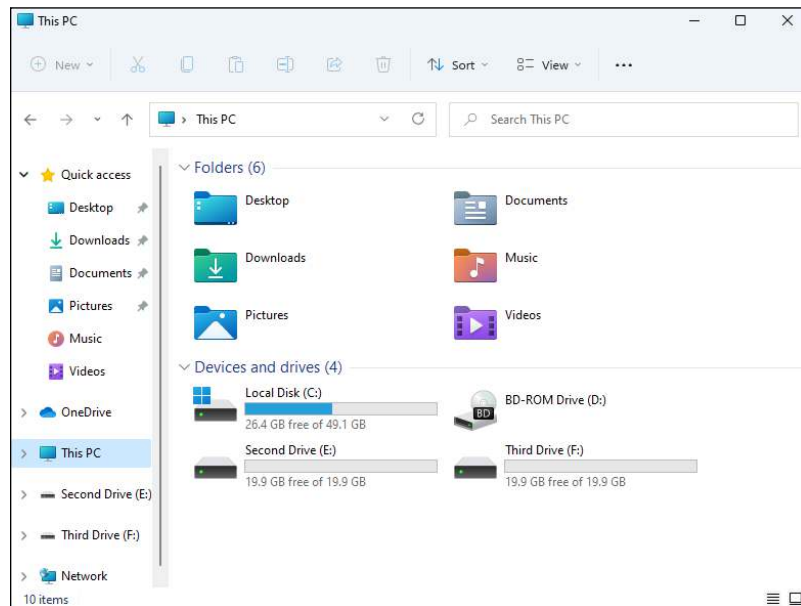 This PC
New
Sort
View
This PC
Search This PC
Quick access
Desktop
Downloads
Documents
Pictures
Music
Videos
OneDrive
This PC
Second Drive (E:)
Third Drive (F:)
Network
Folders (6)
Desktop
Documents
Downloads
Music
Pictures
Videos
Devices and drives (4)
Local Disk (C:)
26.4 GB free of 49.1 GB
BD
BD-ROM Drive (D:)
Second Drive (E:)
19.9 GB free of 19.9 GB
Third Drive (F:)
19.9 GB free of 19.9 GB
10 items